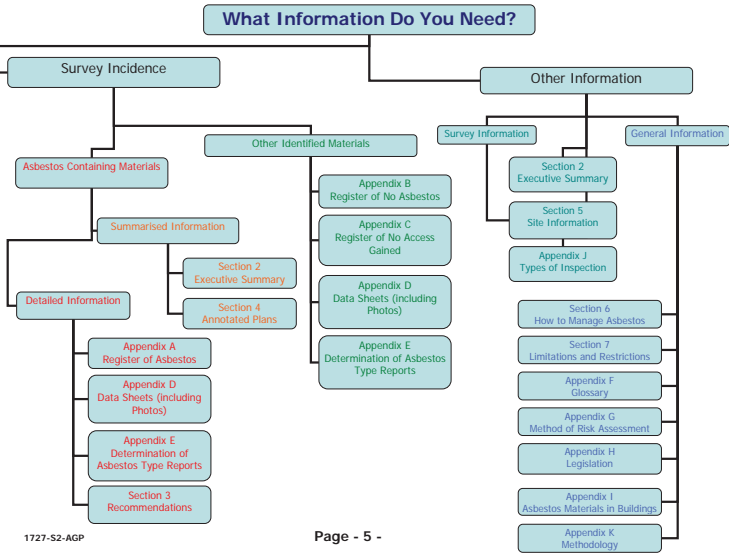 What Information Do You Need?
Survey Incidence
Other Information
Asbestos Containing Materials
Summarised Information
Section 2
Executive Summary
Section 4
Annotated Plans
Detailed Information
Appendix A
Register of Asbestos
Appendix D
Data Sheets (including
Photos)
Appendix E
Determination of
Asbestos Type Reports
Section 3
Recommendations
Other Identified Materials
Appendix B
Register of No Asbestos
Appendix C
Register of No Access
Gained
Appendix D
Data Sheets (including
Photos)
Appendix E
Determination of Asbestos
Type Reports
Survey Information
Section 2
Executive Summary
Section 5
Site Information
Appendix J
Types of Inspection
General Information
Section 6
How to Manage Asbestos
Section 7
Limitations and Restrictions
Appendix F
Glossary
Appendix G
Method of Risk Assessment
Appendix H
Legislation
Appendix I
Asbestos Materials in Buildings
Appendix K
Methodology
1727-S2-AGP
Page - 5 -